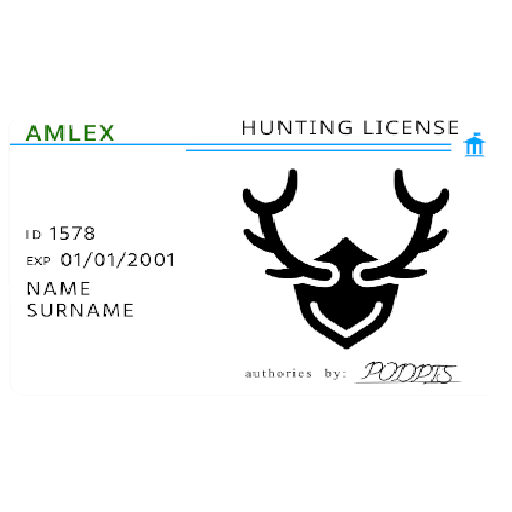 AMLEX
HUNTING LICENSE
ID 1578
EXP 01/01/2001
NAME
SURNAME
authories by: PODPIS